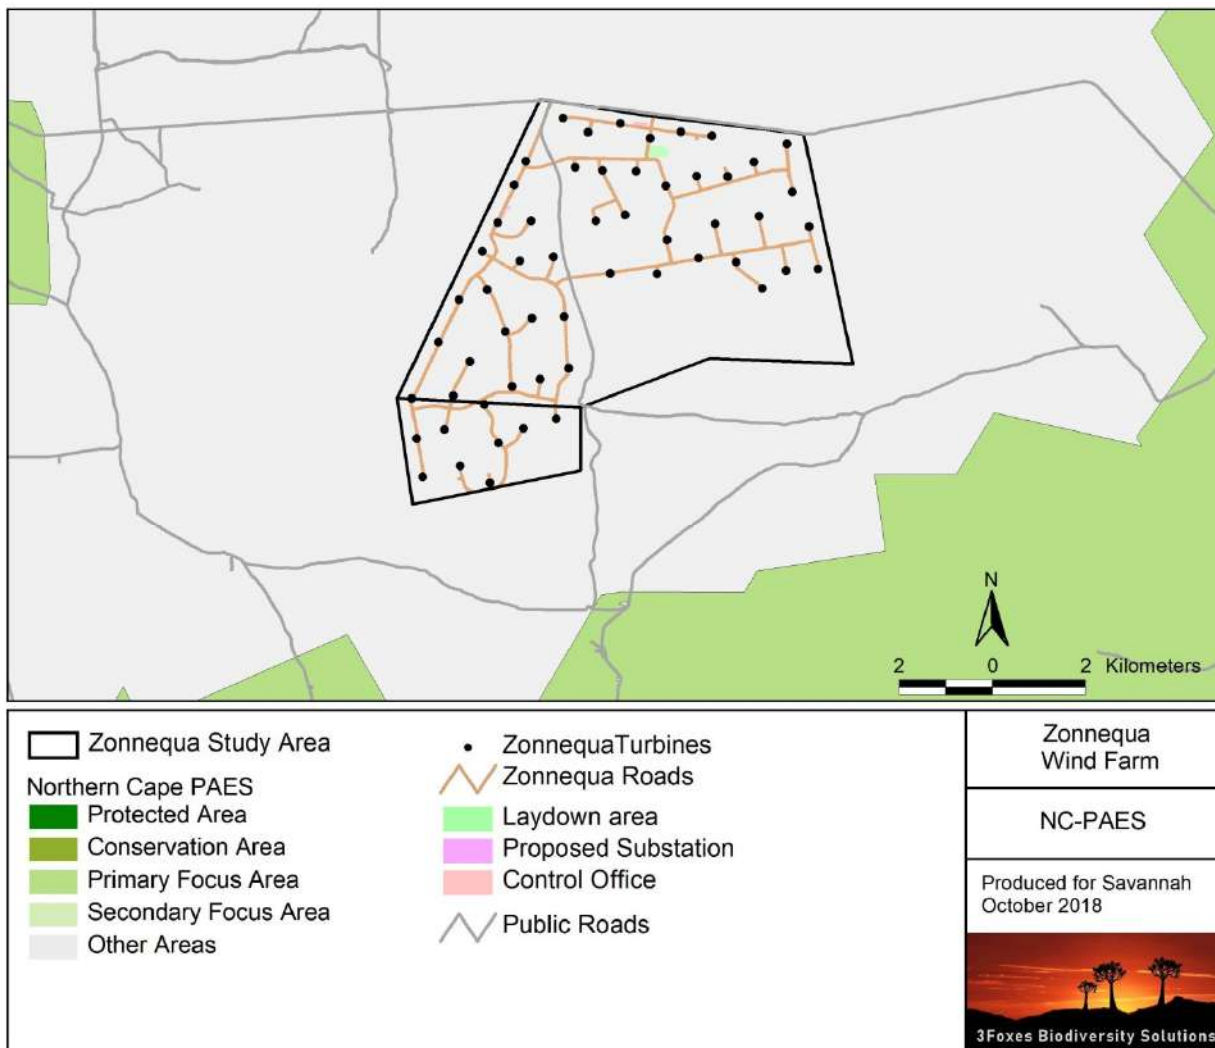 N
2 0 2 Kilometers
Zonnequa Study Area
Northern Cape PAES
Protected Area
Conservation Area
Primary Focus Area
Secondary Focus Area
Other Areas
ZonnequaTurbines
Zonnequa Roads
Laydown area
Proposed Substation
Control Office
Public Roads
Zonnequa
Wind Farm
NC-PAES
Produced for Savannah
October 2018
3Foxes Biodiversity Solutions